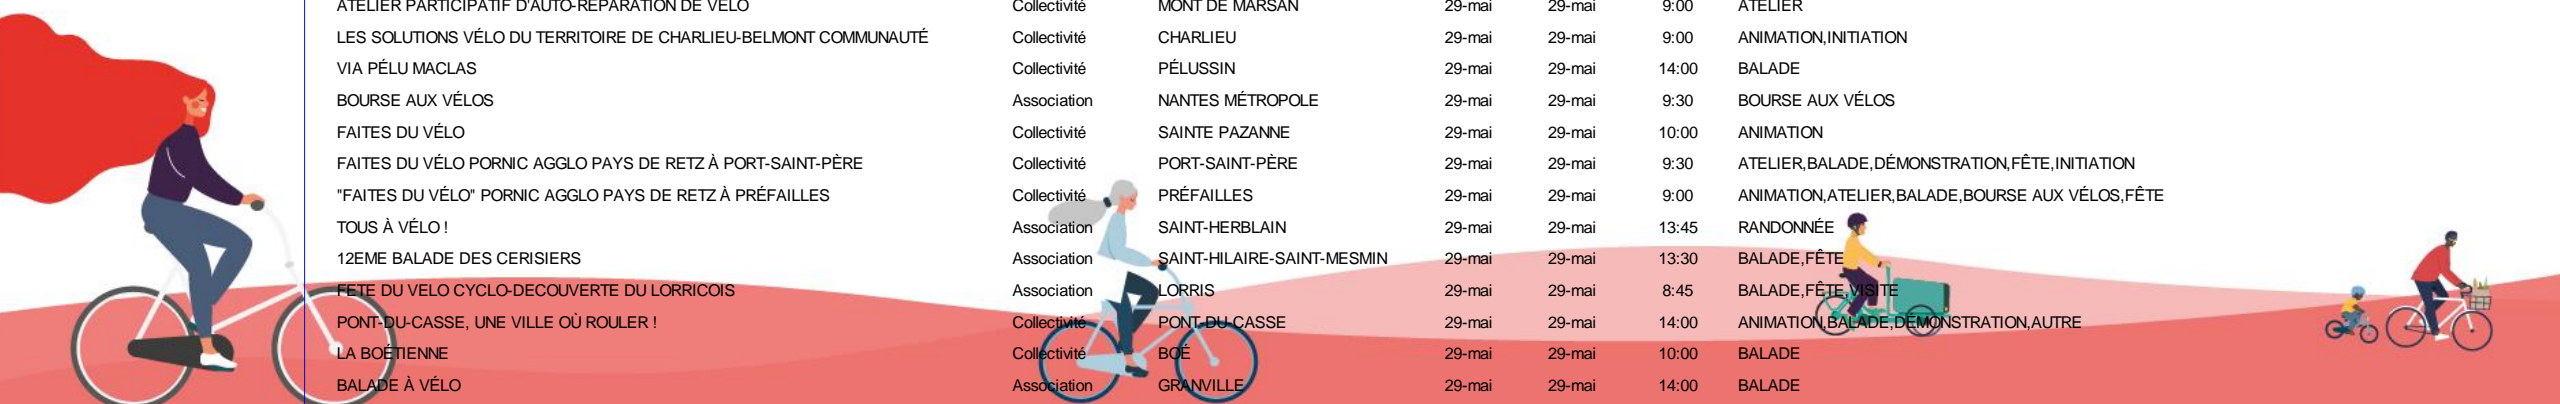 ATELIER PARTICIPATIF D'AUTO-RÉPARATION DE VÉLO Collectivité MONT DE MARSAN 29-mai 29-mai 9:00 ATELIER
LES SOLUTIONS VÉLO DU TERRITOIRE DE CHARLIEU-BELMONT COMMUNAUTÉ Collectivité CHARLIEU 29-mai 29-mai 9:00 ANIMATION,INITIATION
VIA PÉLU MACLAS Collectivité PÉLUSSIN 29-mai 29-mai 14:00 BALADE
BOURSE AUX VÉLOS Association NANTES MÉTROPOLE 29-mai 29-mai 9:30 BOURSE AUX VÉLOS
FAITES DU VÉLO Collectivité SAINTE PAZANNE 29-mai 29-mai 10:00 ANIMATION
FAITES DU VÉLO PORNIC AGGLO PAYS DE RETZ À PORT-SAINT-PÈRE Collectivité PORT-SAINT-PÈRE 29-mai 29-mai 9:30 ATELIER,BALADE,DÉMONSTRATION,FÊTE,INITIATION
"FAITES DU VÉLO" PORNIC AGGLO PAYS DE RETZ À PRÉFAILLES Collectivité PRÉFAILLES 29-mai 29-mai 9:00 ANIMATION,ATELIER,BALADE,BOURSE AUX VÉLOS,FÊTE
TOUS À VÉLO ! Association SAINT-HERBLAIN 29-mai 29-mai 13:45 RANDONNÉE
12EME BALADE DES CERISIERS Association SAINT-HILAIRE-SAINT-MESMIN 29-mai 29-mai 13:30 BALADE,FÊTE
FETE DU VELO CYCLO-DECOUVERTE DU LORRICOIS Association LORRIS 29-mai 29-mai 8:45 BALADE,FÊTE,VISITE
PONT-DU-CASSE, UNE VILLE OÙ ROULER ! Collectivité PONT-DU-CASSE 29-mai 29-mai 14:00 ANIMATION,BALADE,DÉMONSTRATION,AUTRE
LA BOÉTIENNE Collectivité BOÉ 29-mai 29-mai 10:00 BALADE
BALADE À VÉLO Association GRANVILLE 29-mai 29-mai 14:00 BALADE